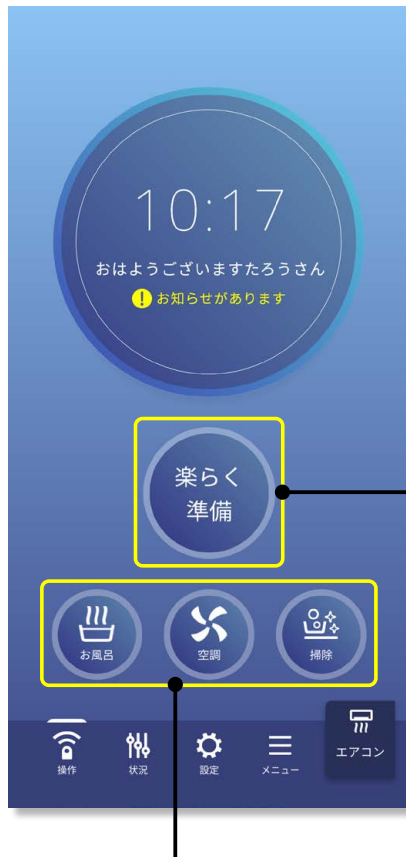 10:17
おはようございますたろうさん
! お知らせがあります
楽らく
準備
お風呂
空調
掃除
操作
状況
設定
メニュー
エアコン